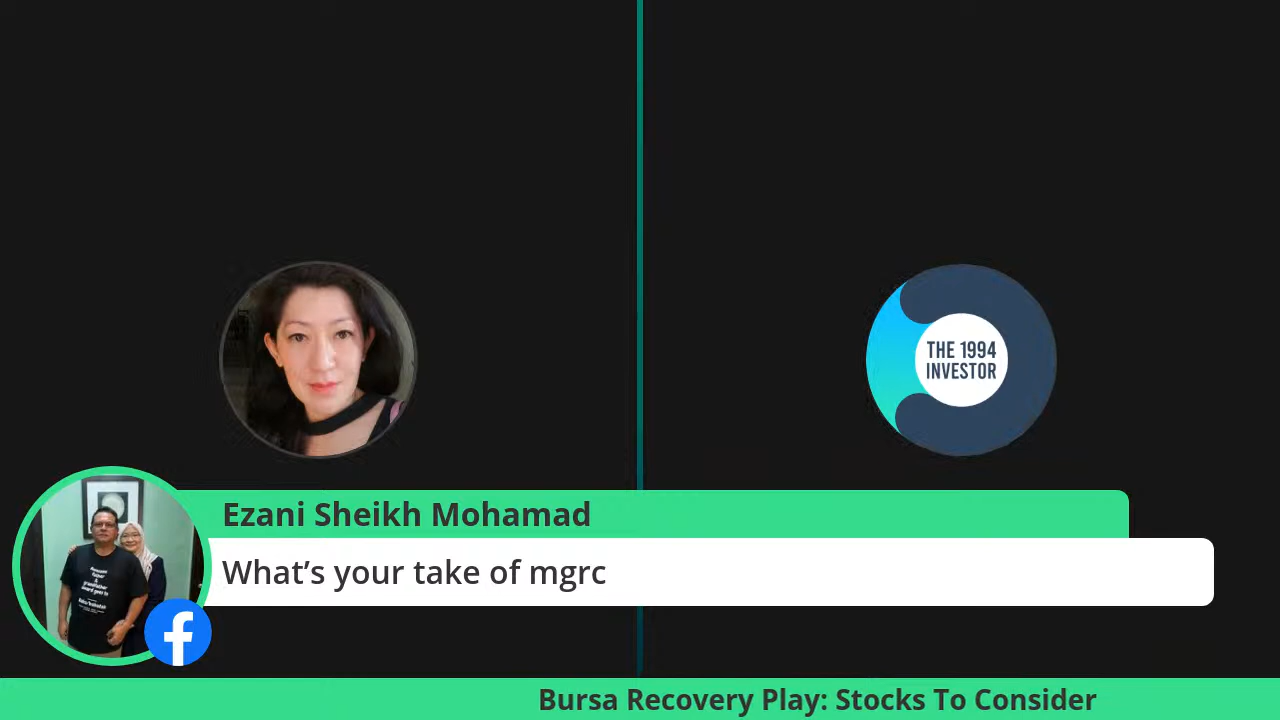 THE 1994
INVESTOR
Ezani Sheikh Mohamad
What’s your take of mgrc
Bursa Recovery Play: Stocks To Consider